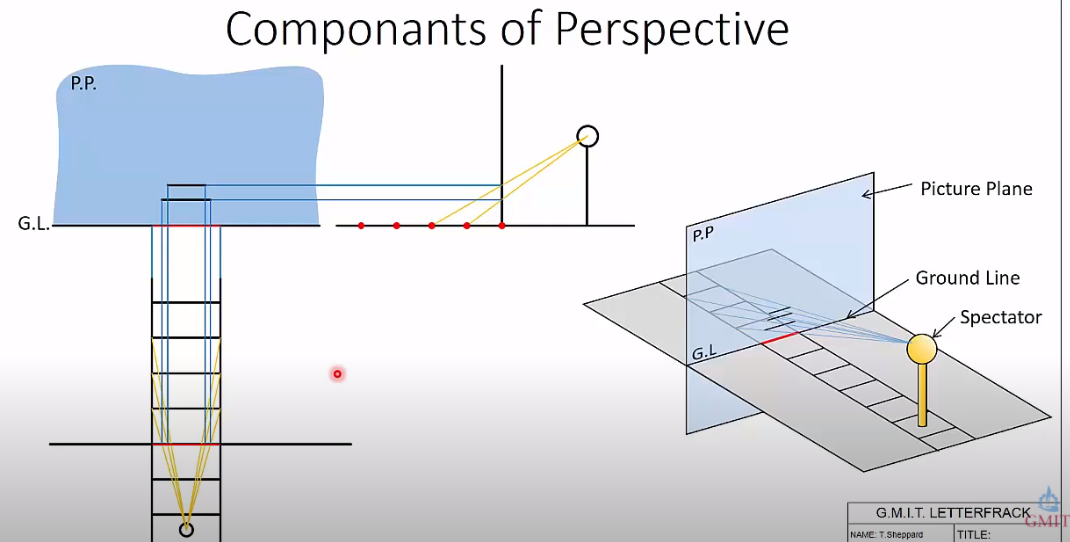 Componants of Perspective
P.P.
G.L.
Picture Plane
P.P
Ground Line
Spectator
G.L
G.M.I.T. LETTERFRACK
GMIT
NAME: T.Sheppard
TITLE: